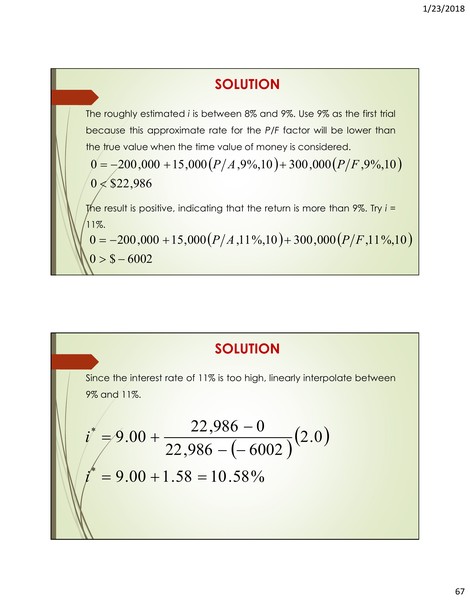 1/23/2018
SOLUTION
The roughly estimated i is between 8% and 9%. Use 9% as the first trial
because this approximate rate for the P/F factor will be lower than
the true value when the time value of money is considered.
0 = −200,000 + 15,000(P/A,9%,10) + 300,000(P/F,9%,10)
0 < $22,986
The result is positive, indicating that the return is more than 9%. Try i =
11%.
0 = −200,000 + 15,000(P/A,11%,10) + 300,000(P/F,11%,10)
0 > $ − 6002
SOLUTION
Since the interest rate of 11% is too high, linearly interpolate between
9% and 11%.
i* = 9.00 + (22,986 − 0) / (22,986 − (− 6002)) (2.0)
i* = 9.00 + 1.58 = 10.58%
67